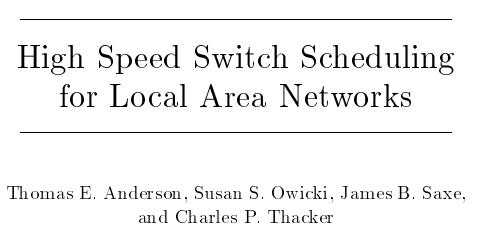 High Speed Switch Scheduling
for Local Area Networks
Thomas E. Anderson, Susan S. Owicki, James B. Saxe,
and Charles P. Thacker